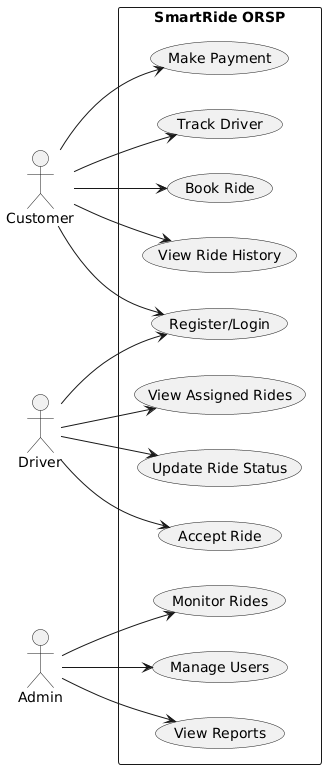 SmartRide ORSP
Make Payment
Track Driver
Book Ride
Customer
View Ride History
Register/Login
View Assigned Rides
Driver
Update Ride Status
Accept Ride
Monitor Rides
Manage Users
Admin
View Reports